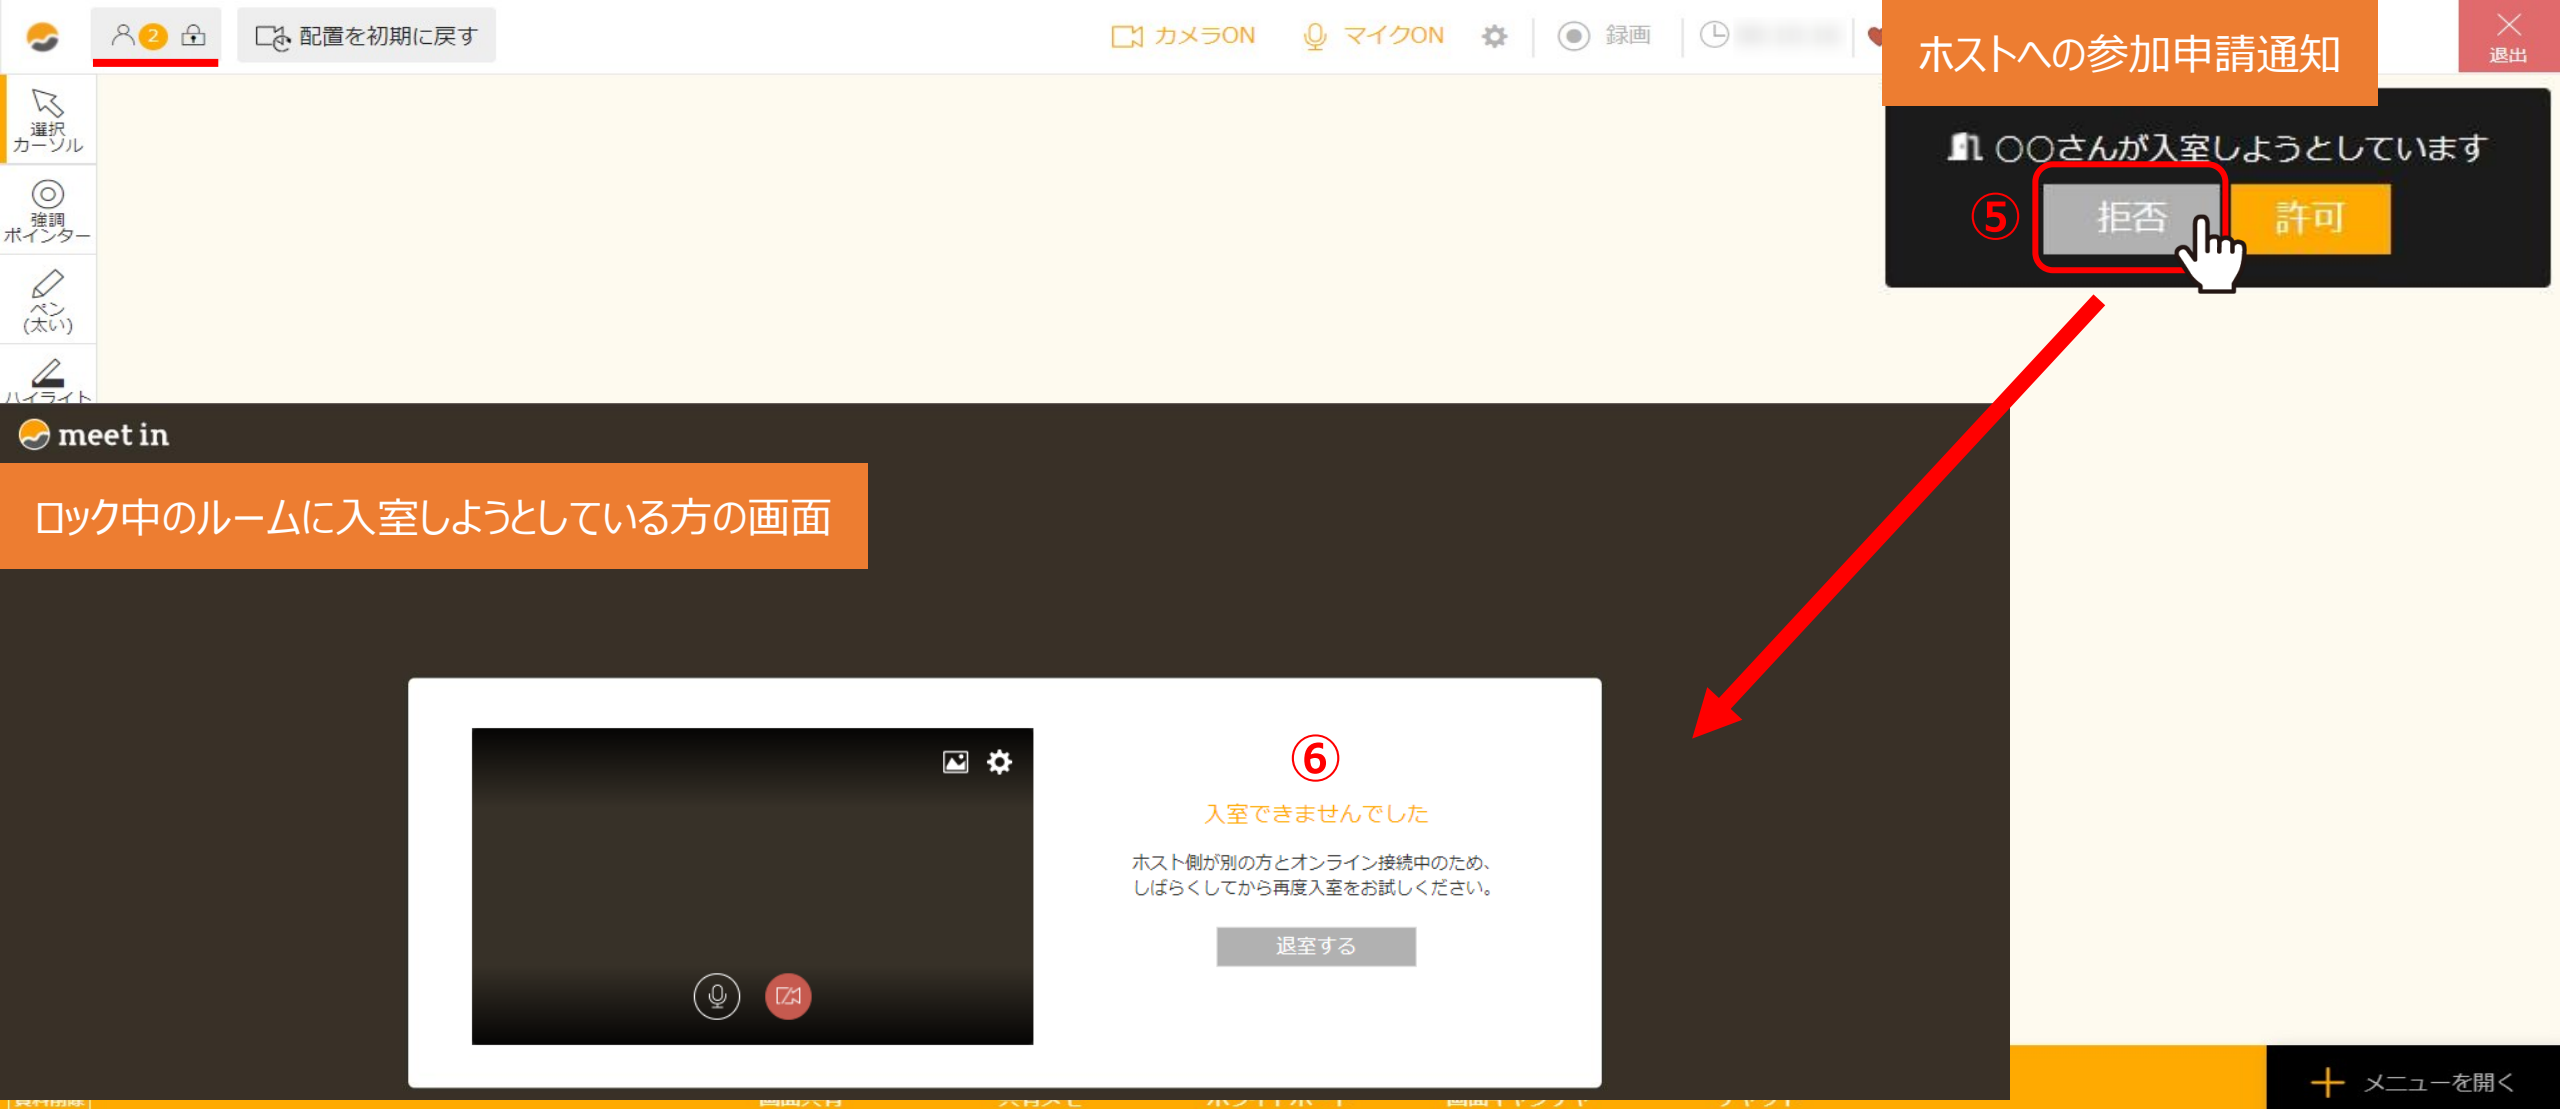 2
配置を初期に戻す
カメラON
マイクON
録画
ホストへの参加申請通知
退出
選択
カーソル
○○さんが入室しようとしています
⑤
拒否
許可
強調
ポインター
ペン
(太い)
ハイライト
meet in
ロック中のルームに入室しようとしている方の画面
⑥
入室できませんでした
ホスト側が別の方とオンライン接続中のため、
しばらくしてから再度入室をお試しください。
退室する
メニューを開く